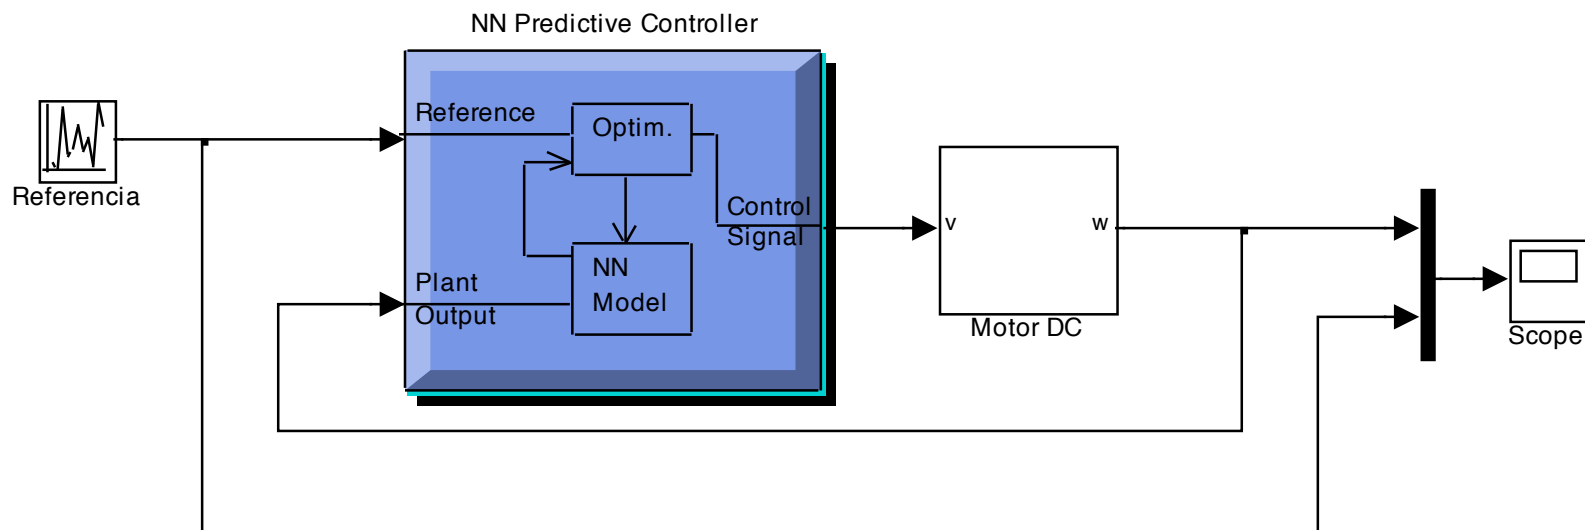 NN Predictive Controller
Reference
Optim.
Referencia
Control
Signal
v
w
NN
Model
Plant
Output
Motor DC
Scope